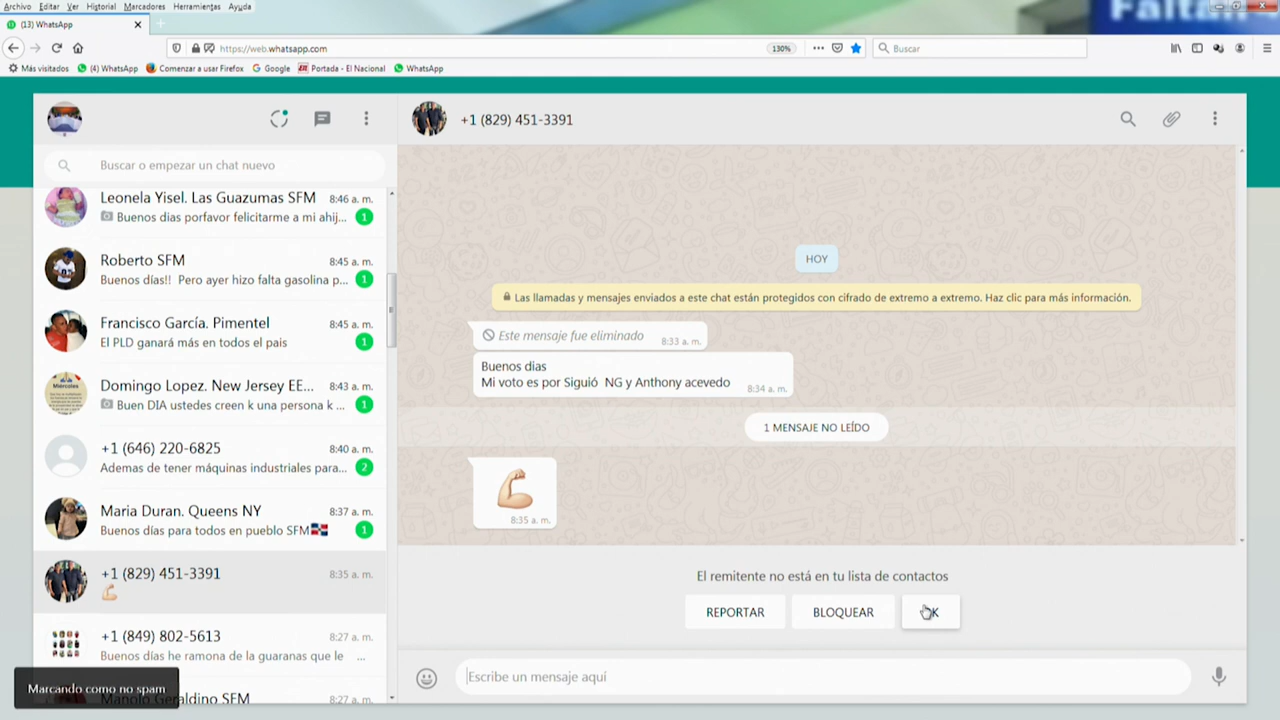 Archivo Editar Ver Historial Marcadores Herramientas Ayuda
Faltan
(13) WhatsApp
https://web.whatsapp.com
130%
Buscar
Más visitados (4) WhatsApp Comenzar a usar Firefox Google Portada - El Nacional WhatsApp
+1 (829) 451-3391
Buscar o empezar un chat nuevo
Leonela Yisel. Las Guazumas SFM 8:46 a. m.
Buenos dias porfavor felicitarme a mi ahij... 1
Roberto SFM 8:45 a. m.
Buenos días!! Pero ayer hizo falta gasolina p... 1
Francisco García. Pimentel 8:45 a. m.
El PLD ganará más en todos el pais 1
Domingo Lopez. New Jersey EE... 8:43 a. m.
Buen DIA ustedes creen k una persona k ... 1
+1 (646) 220-6825 8:40 a. m.
Ademas de tener máquinas industriales para... 2
Maria Duran. Queens NY 8:37 a. m.
Buenos días para todos en pueblo SFM🇩🇴 1
+1 (829) 451-3391 8:35 a. m.
💪🏼
+1 (849) 802-5613 8:27 a. m.
Buenos días he ramona de la guaranas que le ...
Manolo Geraldino SFM 8:27 a. m.
Marcando como no spam
HOY
Las llamadas y mensajes enviados a este chat están protegidos con cifrado de extremo a extremo. Haz clic para más información.
Este mensaje fue eliminado 8:33 a. m.
Buenos dias
Mi voto es por Siguió NG y Anthony acevedo 8:34 a. m.
1 MENSAJE NO LEÍDO
💪🏼
8:35 a. m.
El remitente no está en tu lista de contactos
REPORTAR BLOQUEAR OK
Escribe un mensaje aquí